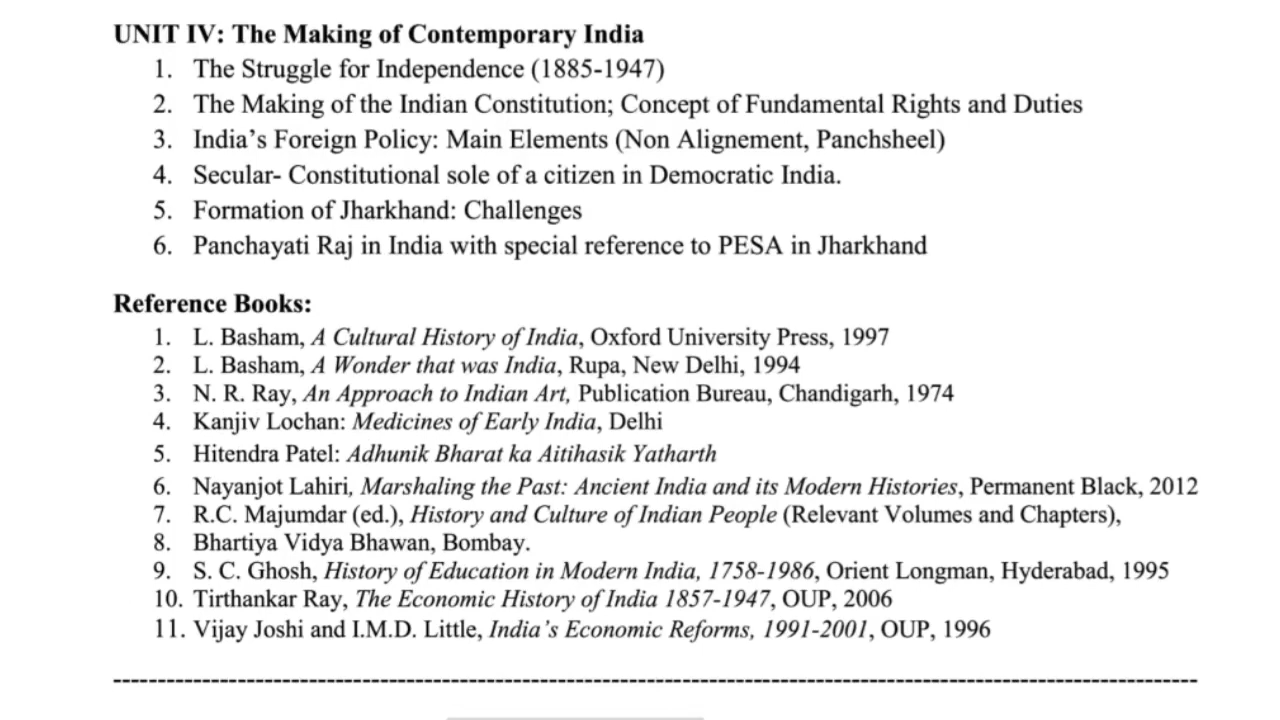 UNIT IV: The Making of Contemporary India
1. The Struggle for Independence (1885-1947)
2. The Making of the Indian Constitution; Concept of Fundamental Rights and Duties
3. India’s Foreign Policy: Main Elements (Non Alignement, Panchsheel)
4. Secular- Constitutional sole of a citizen in Democratic India.
5. Formation of Jharkhand: Challenges
6. Panchayati Raj in India with special reference to PESA in Jharkhand
Reference Books:
1. L. Basham, A Cultural History of India, Oxford University Press, 1997
2. L. Basham, A Wonder that was India, Rupa, New Delhi, 1994
3. N. R. Ray, An Approach to Indian Art, Publication Bureau, Chandigarh, 1974
4. Kanjiv Lochan: Medicines of Early India, Delhi
5. Hitendra Patel: Adhunik Bharat ka Aitihasik Yatharth
6. Nayanjot Lahiri, Marshaling the Past: Ancient India and its Modern Histories, Permanent Black, 2012
7. R.C. Majumdar (ed.), History and Culture of Indian People (Relevant Volumes and Chapters),
8. Bhartiya Vidya Bhawan, Bombay.
9. S. C. Ghosh, History of Education in Modern India, 1758-1986, Orient Longman, Hyderabad, 1995
10. Tirthankar Ray, The Economic History of India 1857-1947, OUP, 2006
11. Vijay Joshi and I.M.D. Little, India’s Economic Reforms, 1991-2001, OUP, 1996